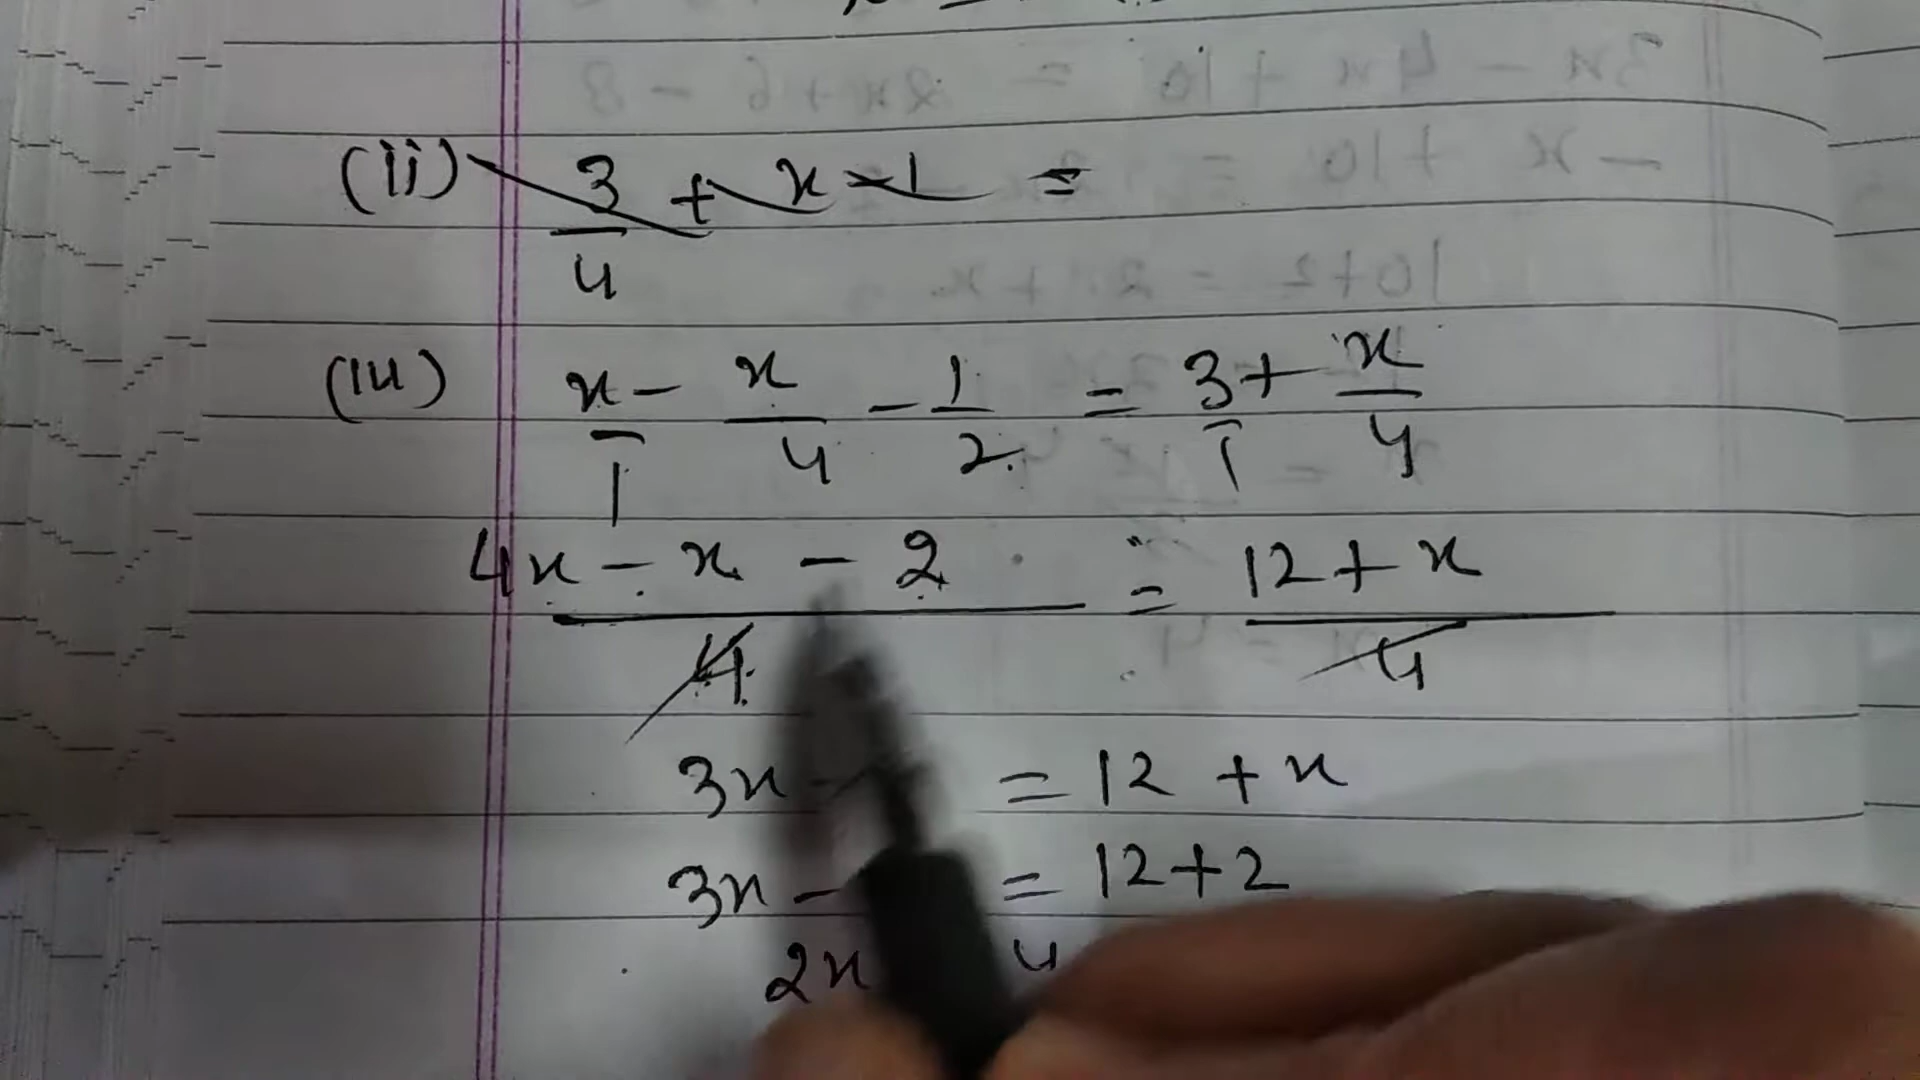 (ii) 3/4 + x - 1 =
(iii) x/1 - x/4 - 1/2 = 3/1 + x/4
4x - x - 2 / 4 = 12 + x / 4
3x - = 12 + x
3x - = 12 + 2
2x 4